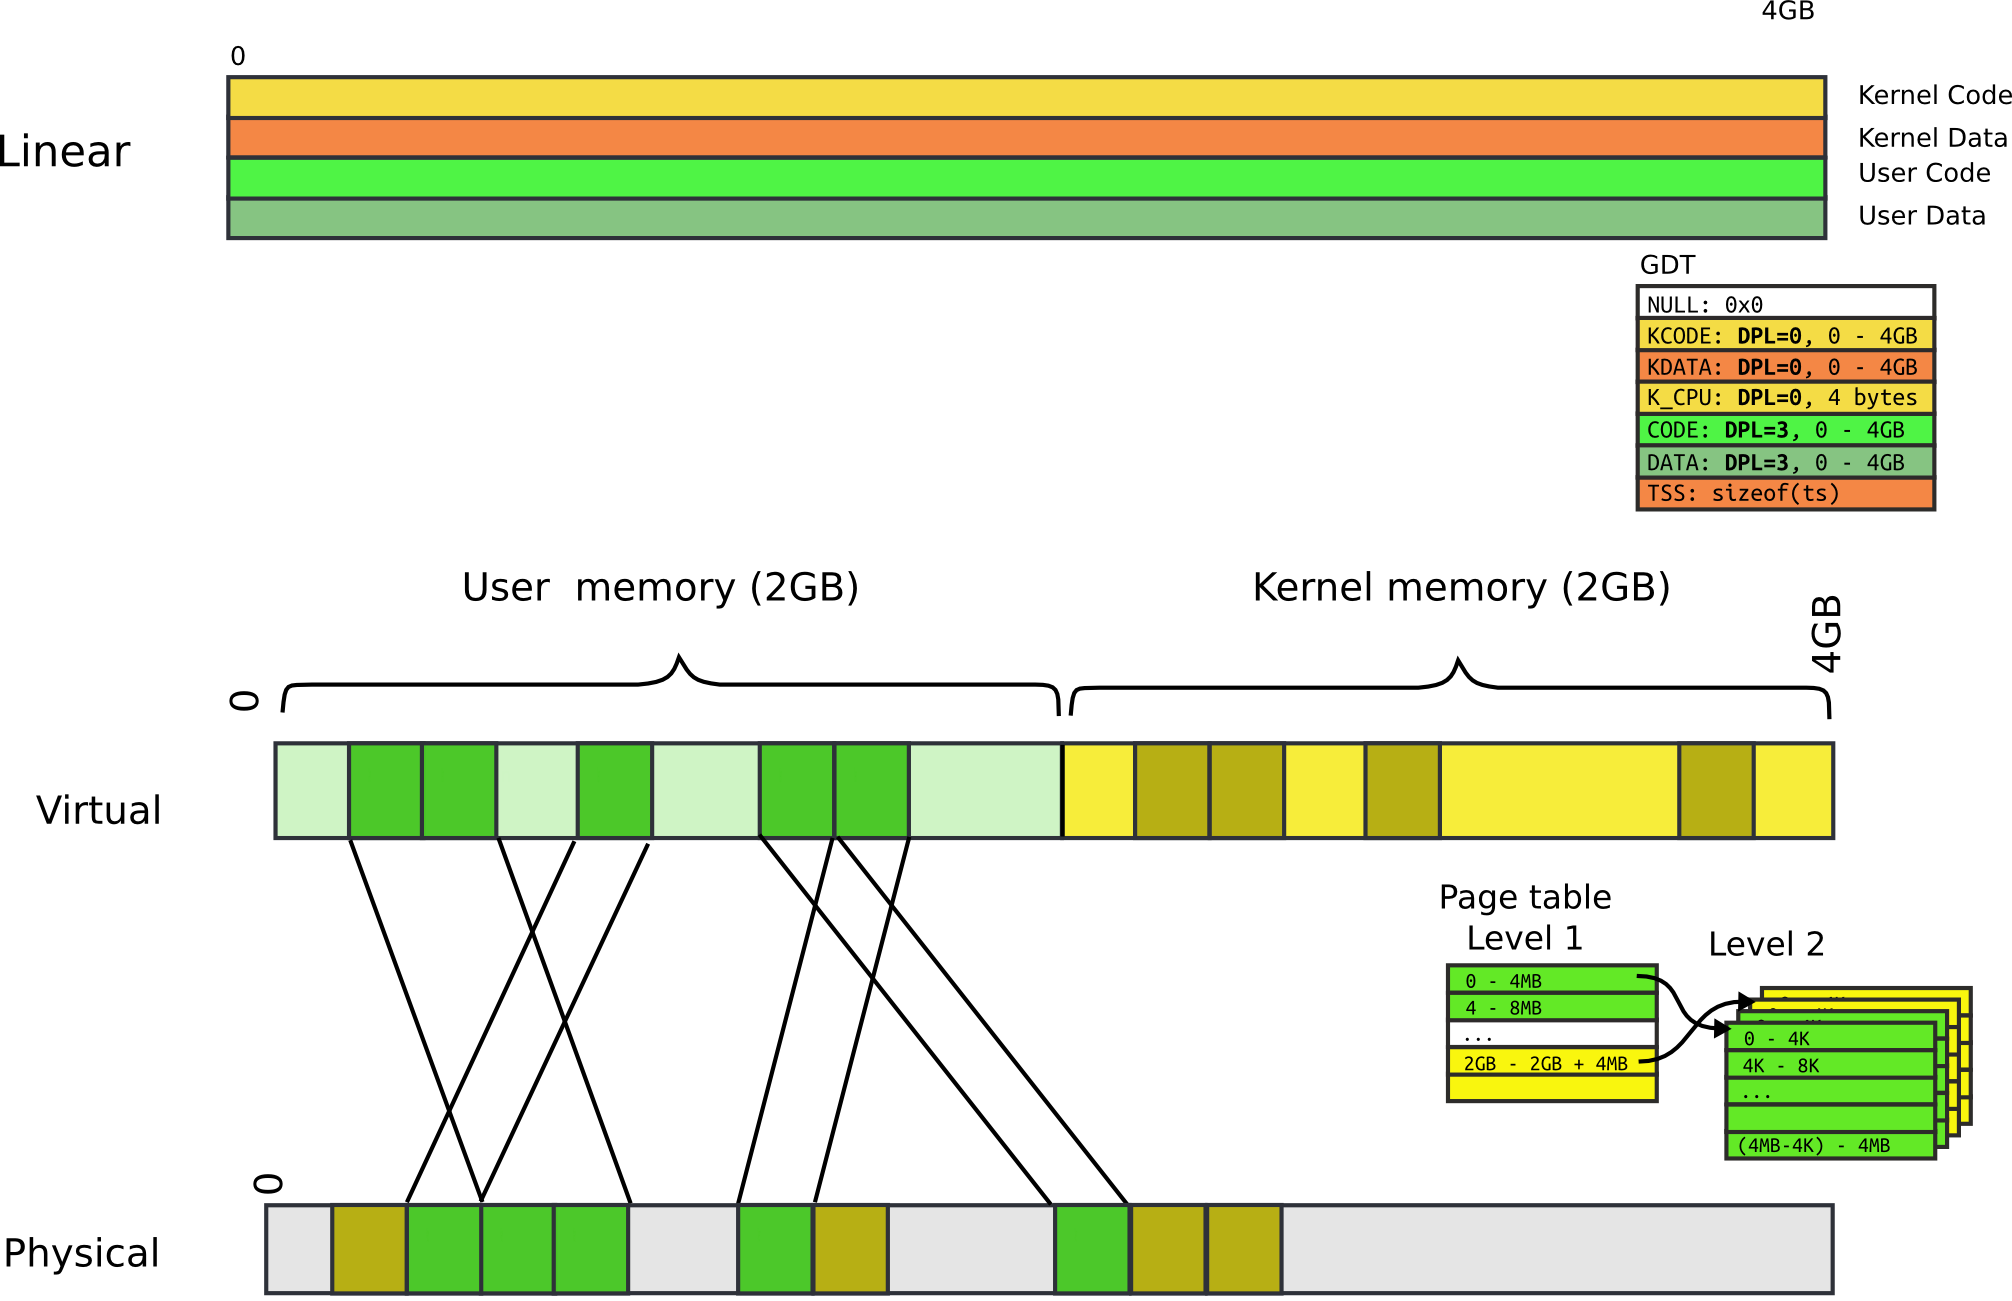 4GB
0
Linear
Kernel Code
Kernel Data
User Code
User Data
GDT
NULL: 0x0
KCODE: DPL=0, 0 - 4GB
KDATA: DPL=0, 0 - 4GB
K_CPU: DPL=0, 4 bytes
CODE: DPL=3, 0 - 4GB
DATA: DPL=3, 0 - 4GB
TSS: sizeof(ts)
User  memory (2GB)
Kernel memory (2GB)
0
4GB
Virtual
Page table
Level 1
Level 2
0 - 4MB
4 - 8MB
...
2GB - 2GB + 4MB
0 - 4K
4K - 8K
...
(4MB-4K) - 4MB
0
Physical